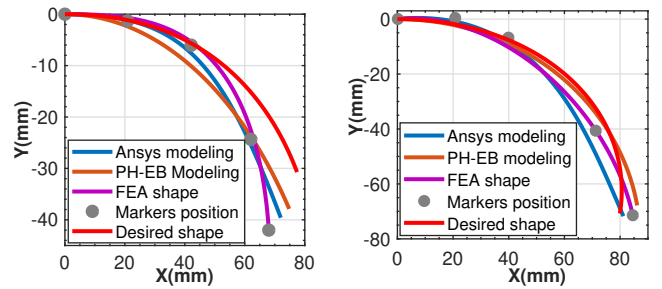 0
-10
-20
-30
-40
Y(mm)
Ansys modeling
PH-EB Modeling
FEA shape
Markers position
Desired shape
0 20 40 60 80
X(mm)
0
-20
-40
-60
-80
Y(mm)
Ansys modeling
PH-EB modeling
FEA shape
Markers position
Desired shape
0 20 40 60 80
X(mm)